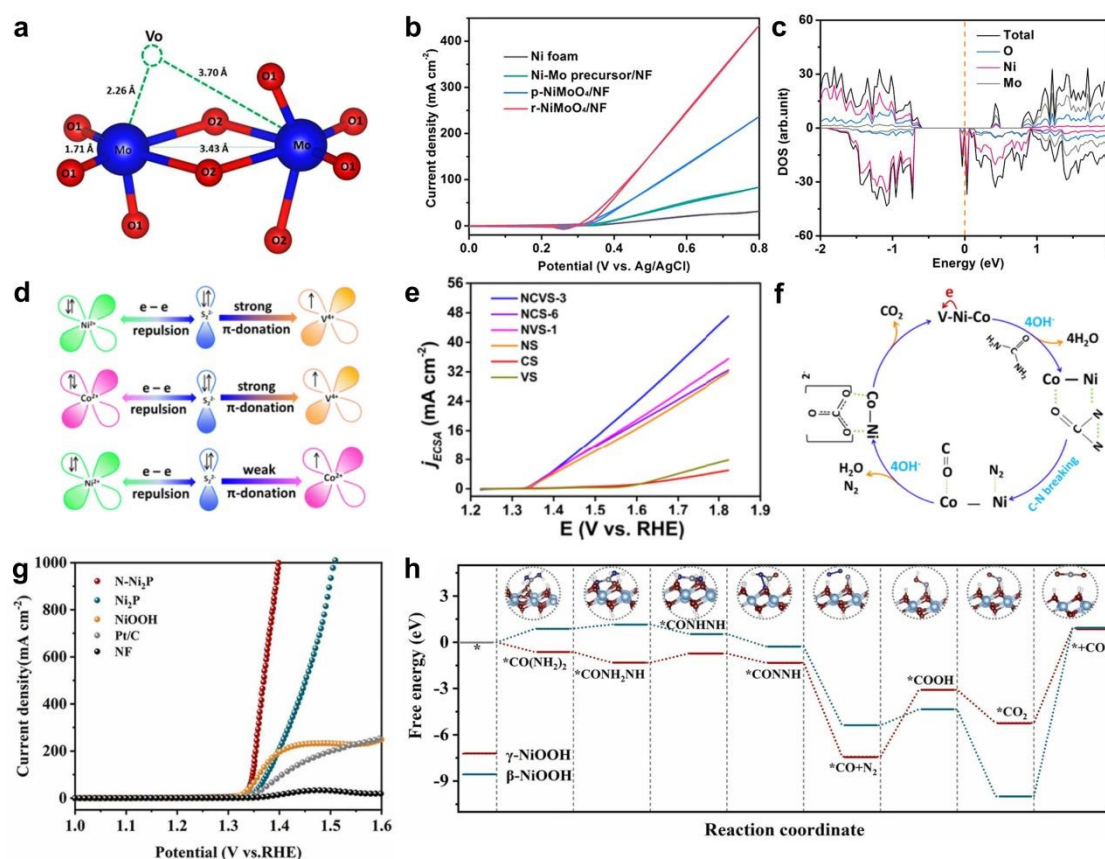 a
Vo
2.26 Å
3.70 Å
O1
O1
O2
O1
1.71 Å
Mo
3.43 Å
Mo
O1
O2
O1
O1
O2
b
Current density (mA cm⁻²)
400
300
200
100
0
Ni foam
Ni-Mo precursor/NF
p-NiMoO₄/NF
r-NiMoO₄/NF
0.0 0.2 0.4 0.6 0.8
Potential (V vs. Ag/AgCl)
c
DOS (arb.unit)
60
30
0
-30
-60
Total
O
Ni
Mo
-2 -1 0 1
Energy (eV)
d
Ni²⁺
e – e
repulsion
S₂²⁻
strong
π-donation
V⁴⁺
Co²⁺
e – e
repulsion
S₂²⁻
strong
π-donation
V⁴⁺
Ni²⁺
e – e
repulsion
S₂²⁻
weak
π-donation
Co²⁺
e
jECSA (mA cm⁻²)
56
48
40
32
24
16
8
0
NCVS-3
NCS-6
NVS-1
NS
CS
VS
1.2 1.3 1.4 1.5 1.6 1.7 1.8 1.9
E (V vs. RHE)
f
e
V-Ni-Co
CO₂
4OH⁻
4H₂O
O
NH₂
NH₂
Co — Ni
O
C
N
N
C-N breaking
N₂
C
O
Co — Ni
4OH⁻
H₂O
N₂
2-
Co
Ni
O
C
O
O
g
Current density(mA cm⁻²)
1000
800
600
400
200
0
N-Ni₂P
Ni₂P
NiOOH
Pt/C
NF
1.0 1.1 1.2 1.3 1.4 1.5 1.6
Potential (V vs.RHE)
h
Free energy (eV)
3
0
-3
-6
-9
*
*CO(NH₂)₂
*CONH₂NH
*CONHNH
*CONNH
*CO+N₂
*COOH
*CO₂
*+CO
γ-NiOOH
β-NiOOH
Reaction coordinate